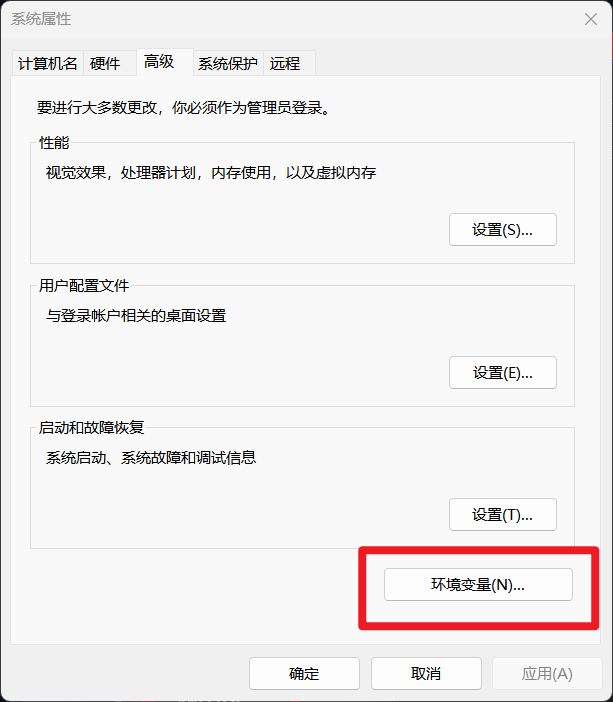 系统属性
计算机名 硬件 高级 系统保护 远程
要进行大多数更改，你必须作为管理员登录。
性能
视觉效果，处理器计划，内存使用，以及虚拟内存
设置(S)...
用户配置文件
与登录帐户相关的桌面设置
设置(E)...
启动和故障恢复
系统启动、系统故障和调试信息
设置(T)...
环境变量(N)...
确定 取消 应用(A)